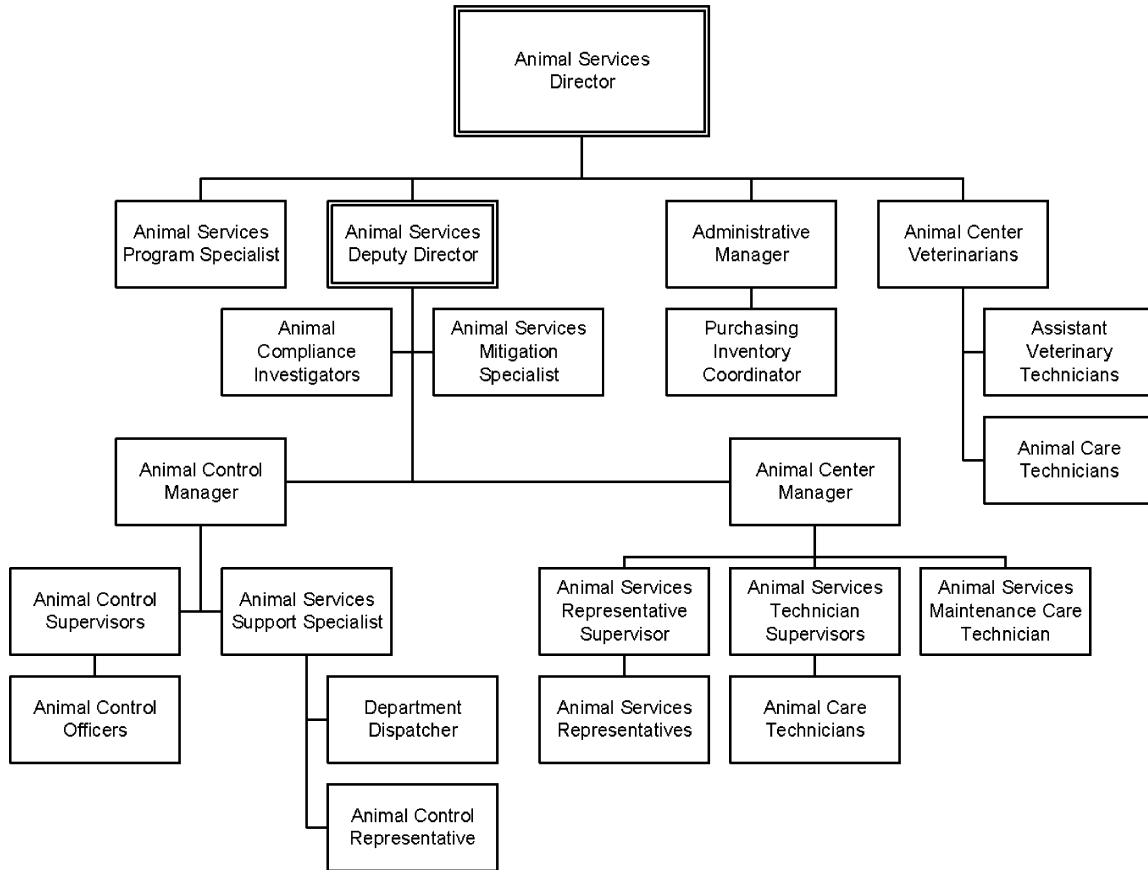 Animal Services
Director
Animal Services
Program Specialist
Animal Services
Deputy Director
Administrative
Manager
Animal Center
Veterinarians
Animal
Compliance
Investigators
Animal Services
Mitigation
Specialist
Purchasing
Inventory
Coordinator
Assistant
Veterinary
Technicians
Animal Care
Technicians
Animal Control
Manager
Animal Center
Manager
Animal Control
Supervisors
Animal Services
Support Specialist
Animal Services
Representative
Supervisor
Animal Services
Technician
Supervisors
Animal Services
Maintenance Care
Technician
Animal Control
Officers
Department
Dispatcher
Animal Services
Representatives
Animal Care
Technicians
Animal Control
Representative